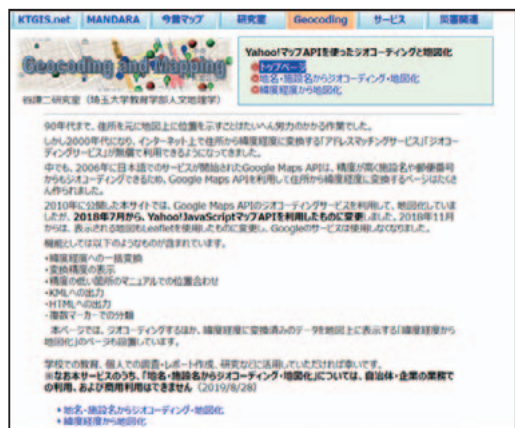 KTGIS.net MANDARA 今昔マップ 研究室 Geocoding サービス 災害関連
Geocoding and Mapping
谷謙二研究室（埼玉大学教育学部人文地理学）
Yahoo!マップAPIを使ったジオコーディングと地図化
トップページ
地名・施設名からジオコーディング・地図化
緯度経度から地図化
90年代まで、住所を元に地図上に位置を示すことはたいへん労力のかかる作業でした。
しかし2000年代になり、インターネット上で住所から緯度経度に変換する「アドレスマッチングサービス」「ジオコー
ディングサービス」が無償で利用できるようになってきました。
中でも、2006年に日本語でのサービスが開始されたGoogle Maps APIは、精度が高く施設名や郵便番号
からもジオコーディングできるため、Google Maps APIを利用して住所から緯度経度に変換するページはたくさ
ん作られました。
2010年に公開した本サイトでは、Google Maps APIのジオコーディングサービスを利用して、地図化していま
したが、2018年7月から、Yahoo!JavaScriptマップAPIを利用したものに変更しました。2018年11月
からは、表示される地図もLeafletを使用したものに変更し、Googleのサービスは使用しなくなりました。
機能としては以下のようなものが含まれています。
・緯度経度への一括変換
・変換精度の表示
・精度の低い箇所のマニュアルでの位置合わせ
・KMLへの出力
・HTMLへの出力
・複数マーカーでの分類
本ページでは、ジオコーディングするほか、緯度経度に変換済みのデータを地図上に表示する「緯度経度から
地図化」のページも設置しています。
学校での教育、個人での調査・レポート作成、研究などに活用していただければ幸いです。
※なお本サービスのうち、「地名・施設名からジオコーディング・地図化」については、自治体・企業の業務で
の利用、および商用利用はできません（2019/8/28）
・地名・施設名からジオコーディング・地図化
・緯度経度から地図化